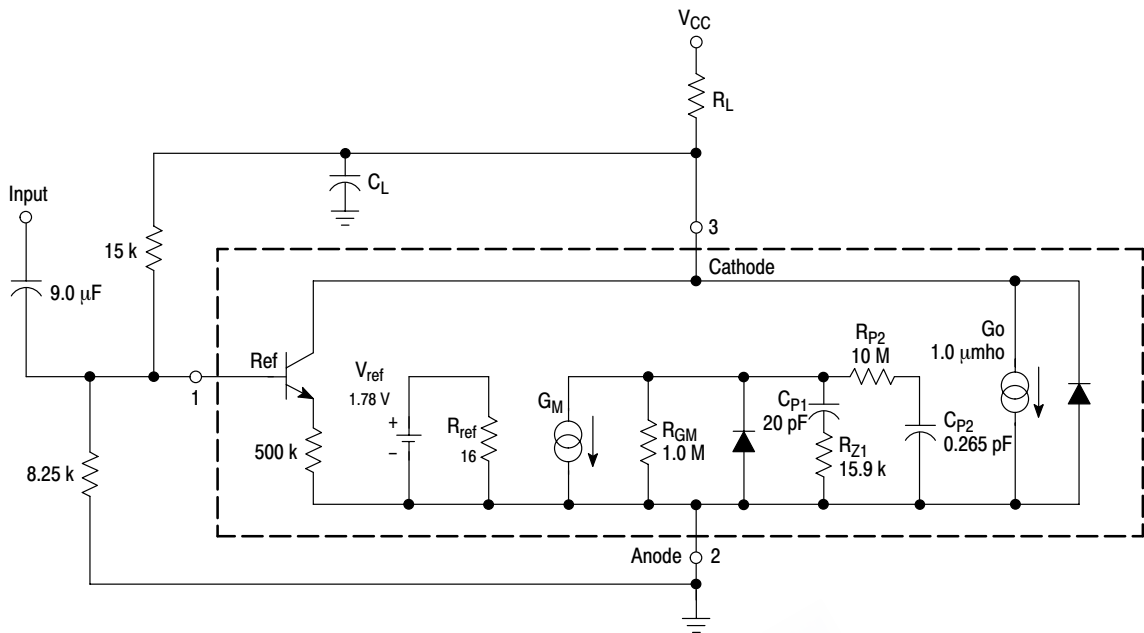 V_CC
R_L
Input
C_L
3
15 k
Cathode
9.0 µF
R_P2
10 M
Go
1.0 µmho
Ref
V_ref
1.78 V
1
G_M
C_P1
20 pF
+
–
R_ref
16
R_GM
1.0 M
C_P2
0.265 pF
500 k
R_Z1
15.9 k
8.25 k
Anode
2